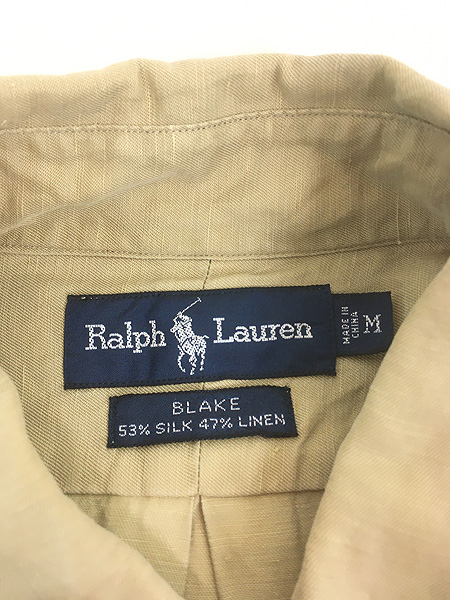 Ralph Lauren
MADE IN CHINA
M
BLAKE
53% SILK 47% LINEN